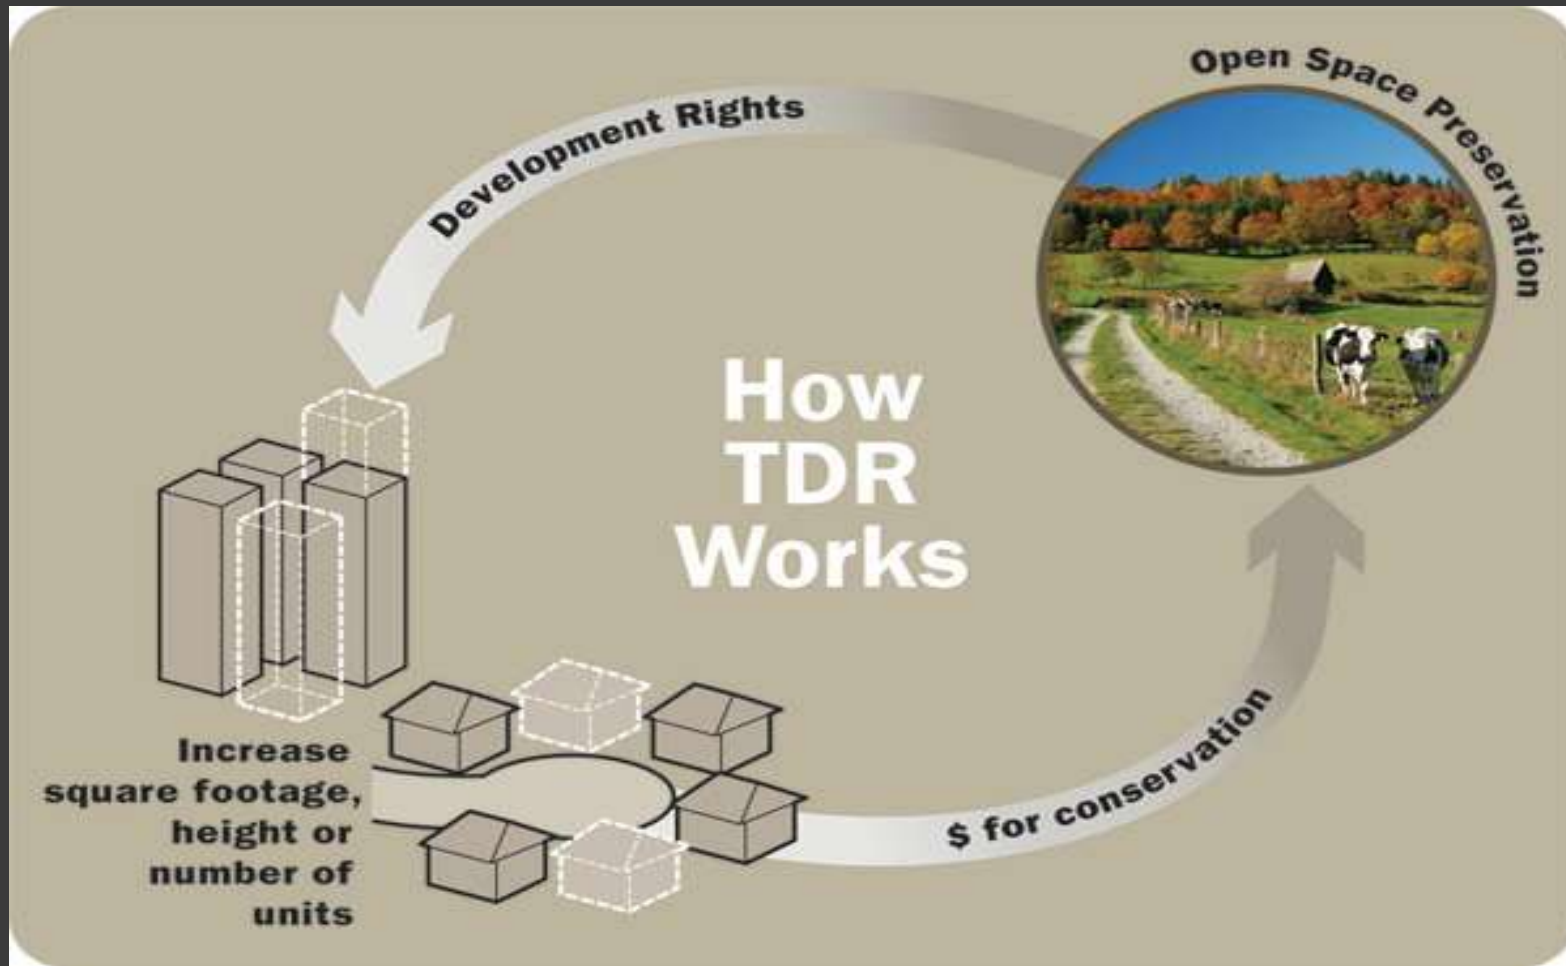 Open Space Preservation
Development Rights
How
TDR
Works
$ for conservation
Increase
square footage,
height or
number of
units